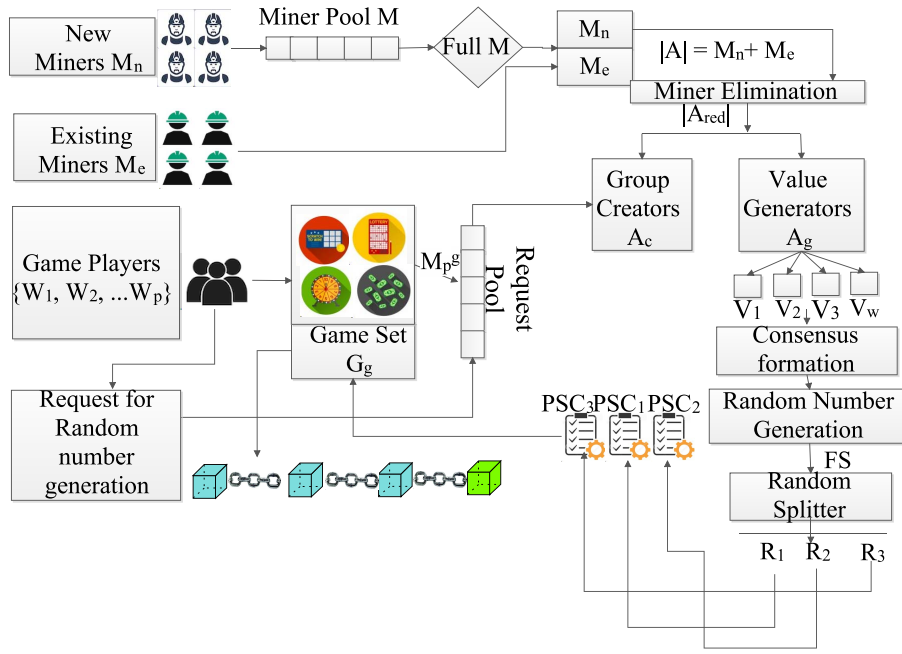 New
Miners Mn
Miner Pool M
Full M
Mn
Me
|A| = Mn+ Me
Miner Elimination
|Ared|
Existing
Miners Me
Group
Creators
Ac
Value
Generators
Ag
Game Players
{W1, W2, ...Wp}
Mpg
Request
Pool
Game Set
Gg
V1
V2
V3
Vw
Consensus
formation
Request for
Random
number
generation
PSC3
PSC1
PSC2
Random Number
Generation
FS
Random
Splitter
R1
R2
R3